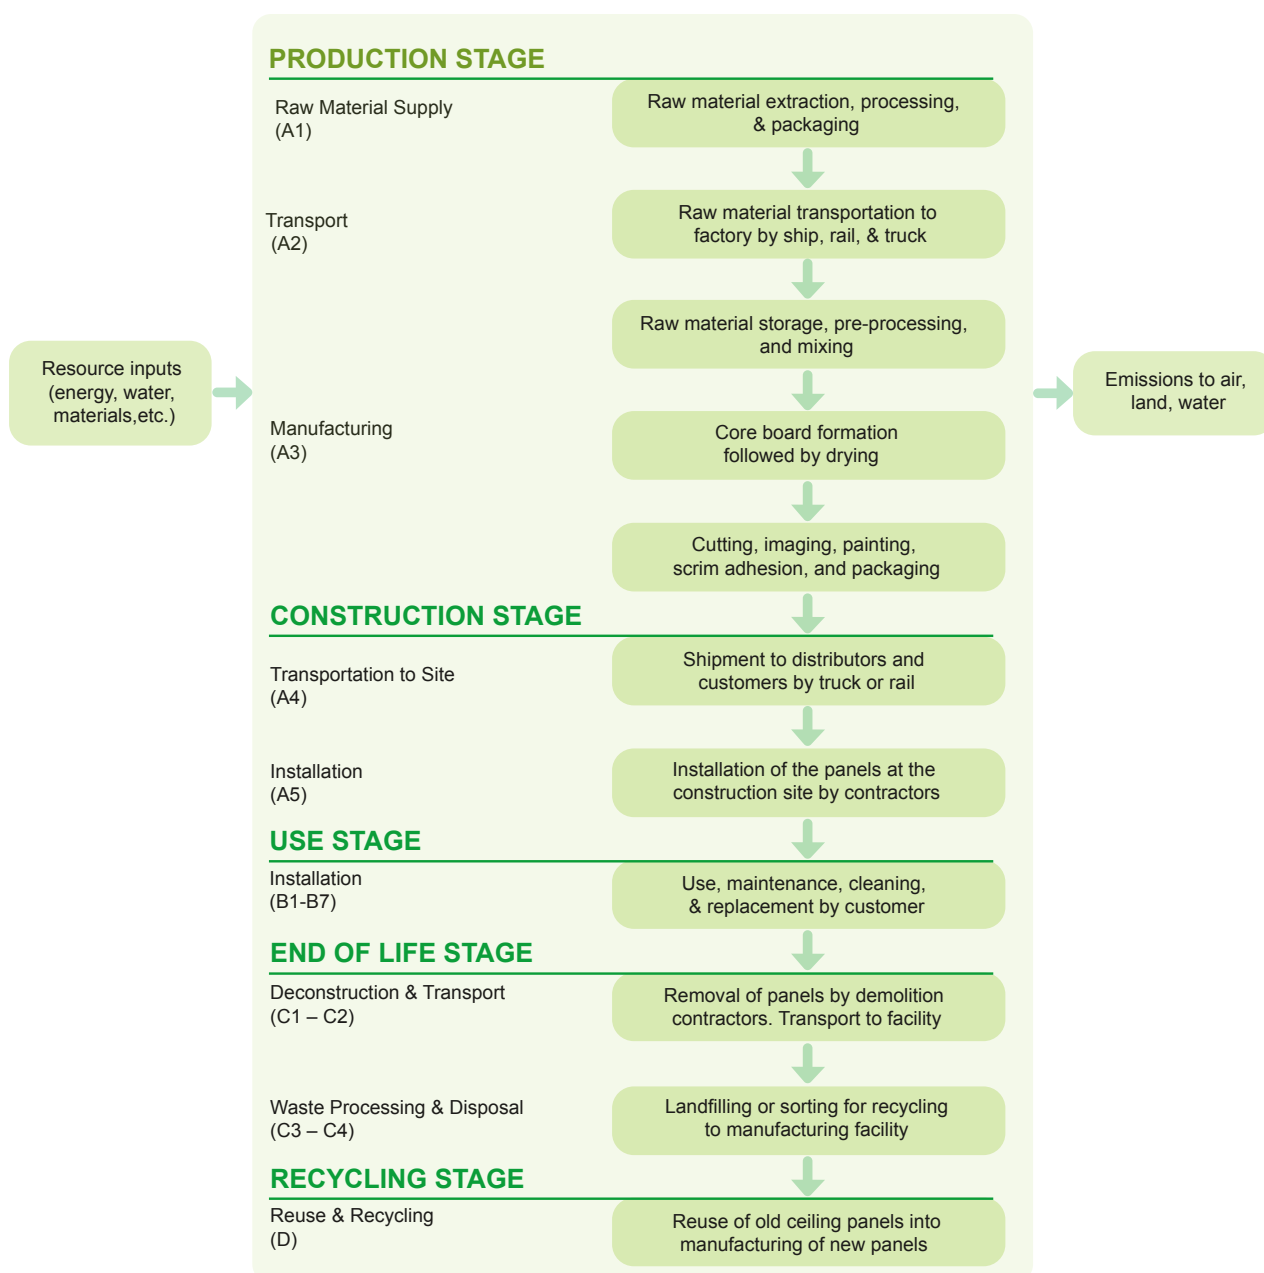 PRODUCTION STAGE
Raw Material Supply
(A1)
Raw material extraction, processing,
& packaging
Transport
(A2)
Raw material transportation to
factory by ship, rail, & truck
Raw material storage, pre-processing,
and mixing
Resource inputs
(energy, water,
materials,etc.)
Emissions to air,
land, water
Manufacturing
(A3)
Core board formation
followed by drying
Cutting, imaging, painting,
scrim adhesion, and packaging
CONSTRUCTION STAGE
Transportation to Site
(A4)
Shipment to distributors and
customers by truck or rail
Installation
(A5)
Installation of the panels at the
construction site by contractors
USE STAGE
Installation
(B1-B7)
Use, maintenance, cleaning,
& replacement by customer
END OF LIFE STAGE
Deconstruction & Transport
(C1 – C2)
Removal of panels by demolition
contractors. Transport to facility
Waste Processing & Disposal
(C3 – C4)
Landfilling or sorting for recycling
to manufacturing facility
RECYCLING STAGE
Reuse & Recycling
(D)
Reuse of old ceiling panels into
manufacturing of new panels